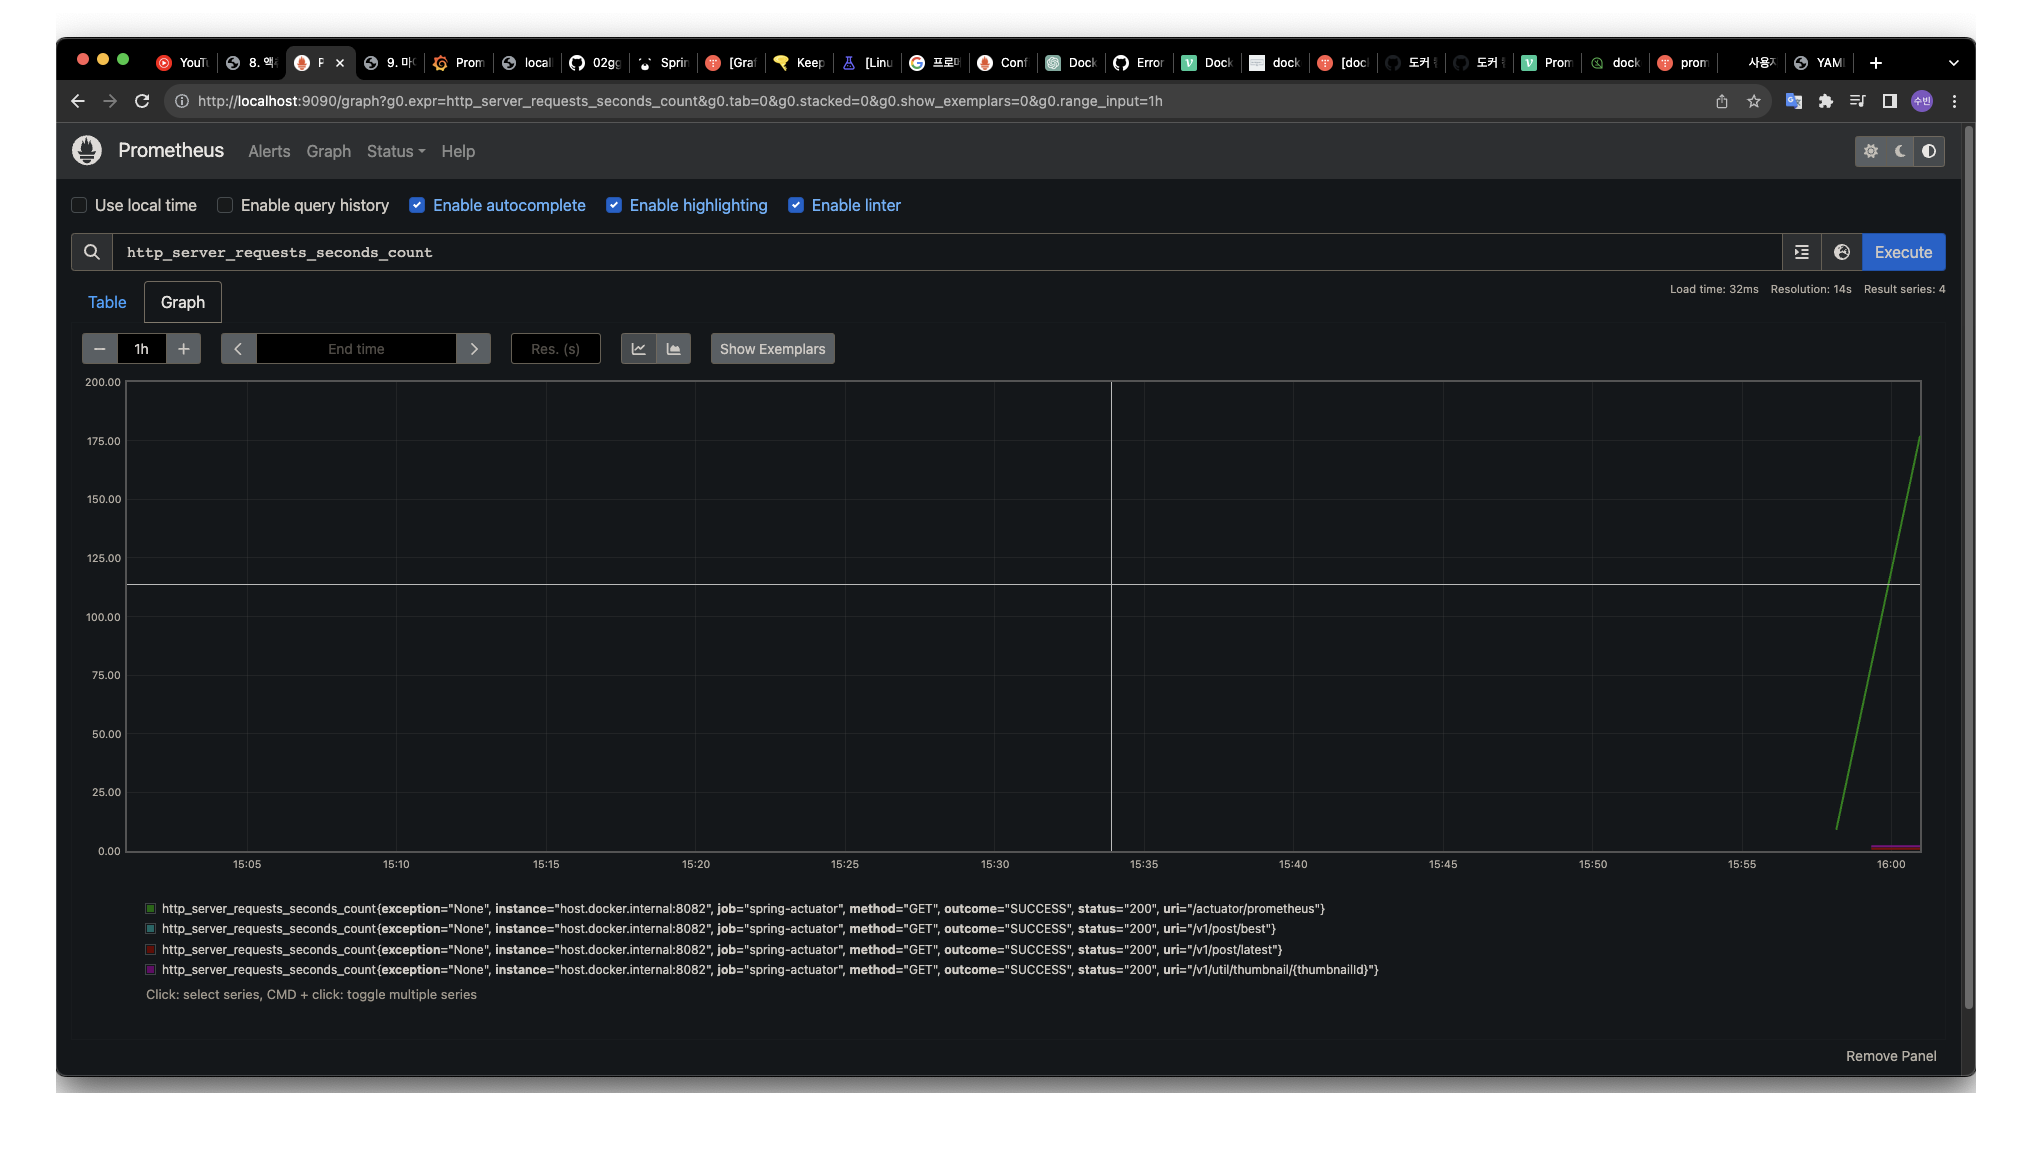 YouTu 8. 액 P 9. 마 Prom locall 02gg Sprin [Graf Keep [Linu 프로마 Conf Dock Error Dock dock [doc 도커 도커 Prom dock prom 사용자 YAM
http://localhost:9090/graph?g0.expr=http_server_requests_seconds_count&g0.tab=0&g0.stacked=0&g0.show_exemplars=0&g0.range_input=1h
수빈
Prometheus Alerts Graph Status Help
Use local time Enable query history Enable autocomplete Enable highlighting Enable linter
http_server_requests_seconds_count Execute
Load time: 32ms Resolution: 14s Result series: 4
Table Graph
1h End time Res. (s) Show Exemplars
200.00
175.00
150.00
125.00
100.00
75.00
50.00
25.00
0.00
15:05 15:10 15:15 15:20 15:25 15:30 15:35 15:40 15:45 15:50 15:55 16:00
http_server_requests_seconds_count{exception="None", instance="host.docker.internal:8082", job="spring-actuator", method="GET", outcome="SUCCESS", status="200", uri="/actuator/prometheus"}
http_server_requests_seconds_count{exception="None", instance="host.docker.internal:8082", job="spring-actuator", method="GET", outcome="SUCCESS", status="200", uri="/v1/post/best"}
http_server_requests_seconds_count{exception="None", instance="host.docker.internal:8082", job="spring-actuator", method="GET", outcome="SUCCESS", status="200", uri="/v1/post/latest"}
http_server_requests_seconds_count{exception="None", instance="host.docker.internal:8082", job="spring-actuator", method="GET", outcome="SUCCESS", status="200", uri="/v1/util/thumbnail/{thumbnailId}"}
Click: select series, CMD + click: toggle multiple series
Remove Panel